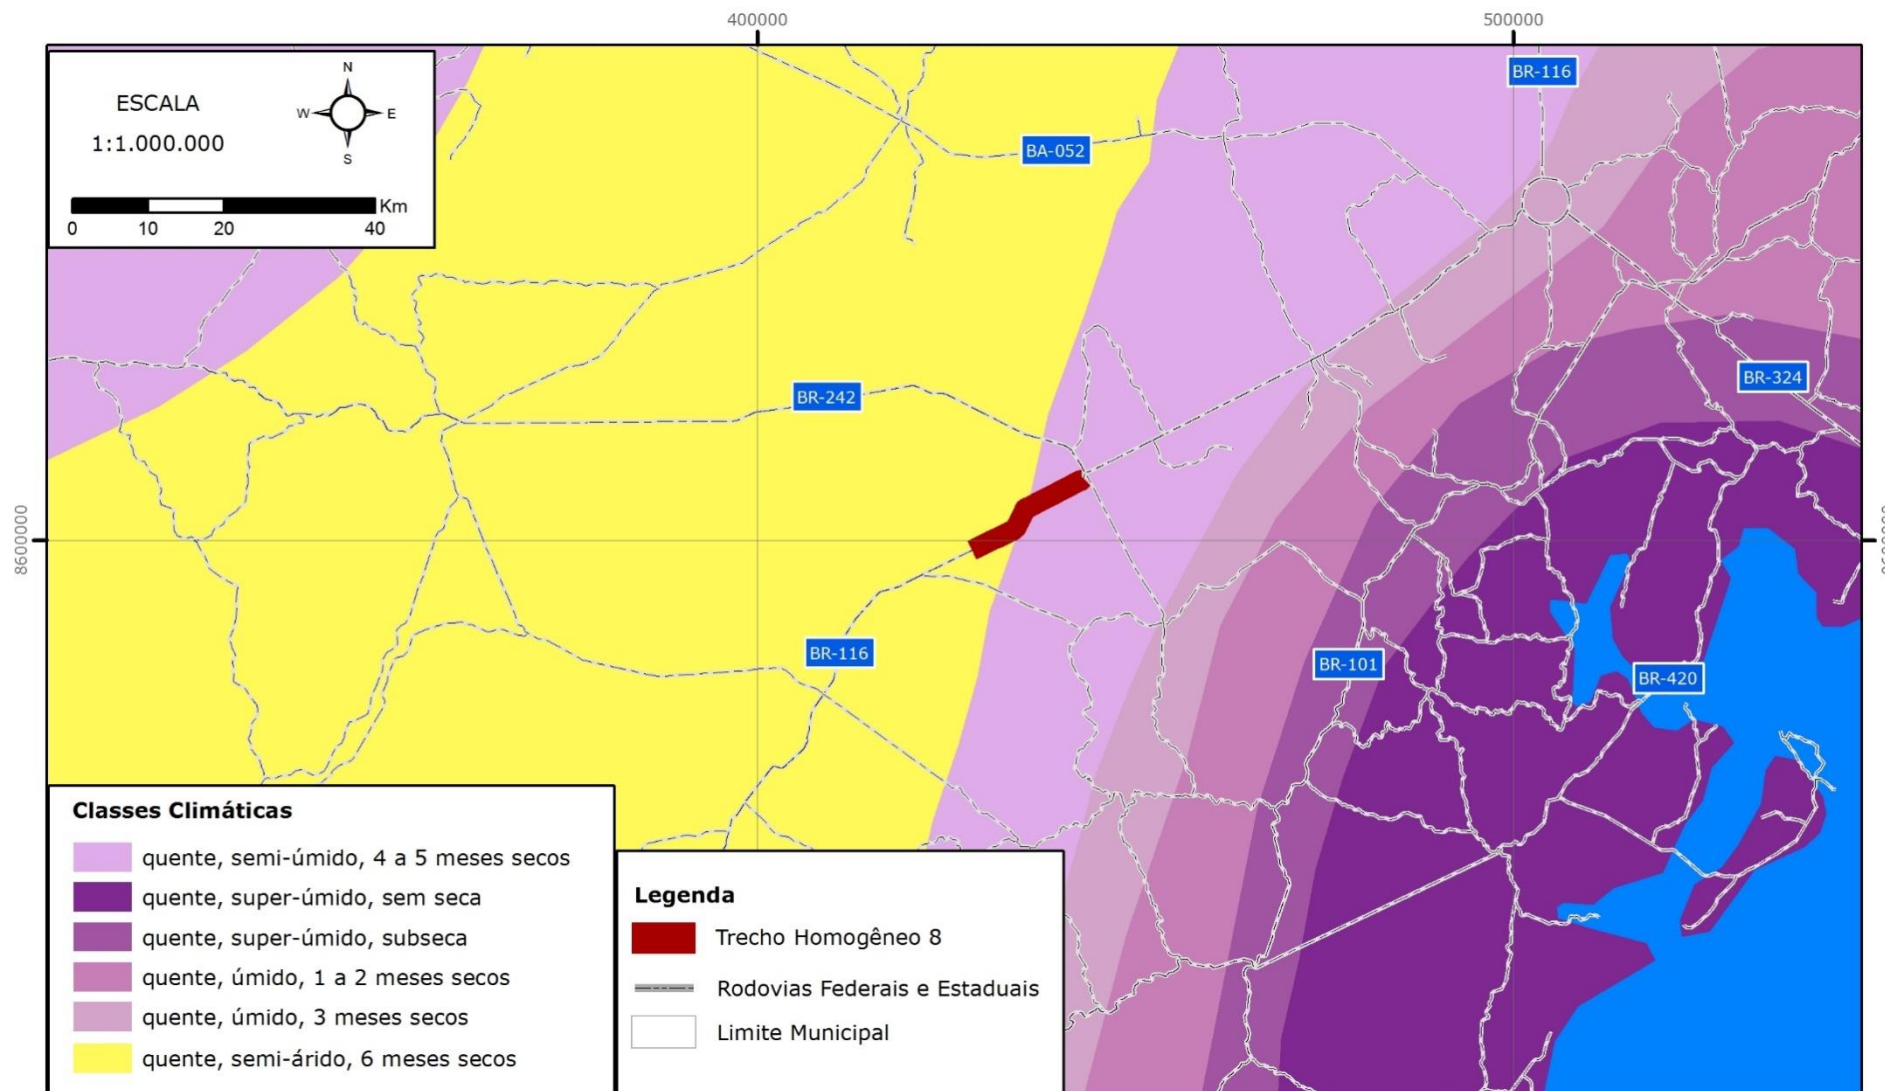 400000
500000
ESCALA
1:1.000.000
N
W
E
S
Km
0
10
20
40
BR-116
BA-052
BR-242
BR-324
8600000
8600000
BR-116
BR-101
BR-420
Classes Climáticas
quente, semi-úmido, 4 a 5 meses secos
quente, super-úmido, sem seca
quente, super-úmido, subseca
quente, úmido, 1 a 2 meses secos
quente, úmido, 3 meses secos
quente, semi-árido, 6 meses secos
Legenda
Trecho Homogêneo 8
Rodovias Federais e Estaduais
Limite Municipal